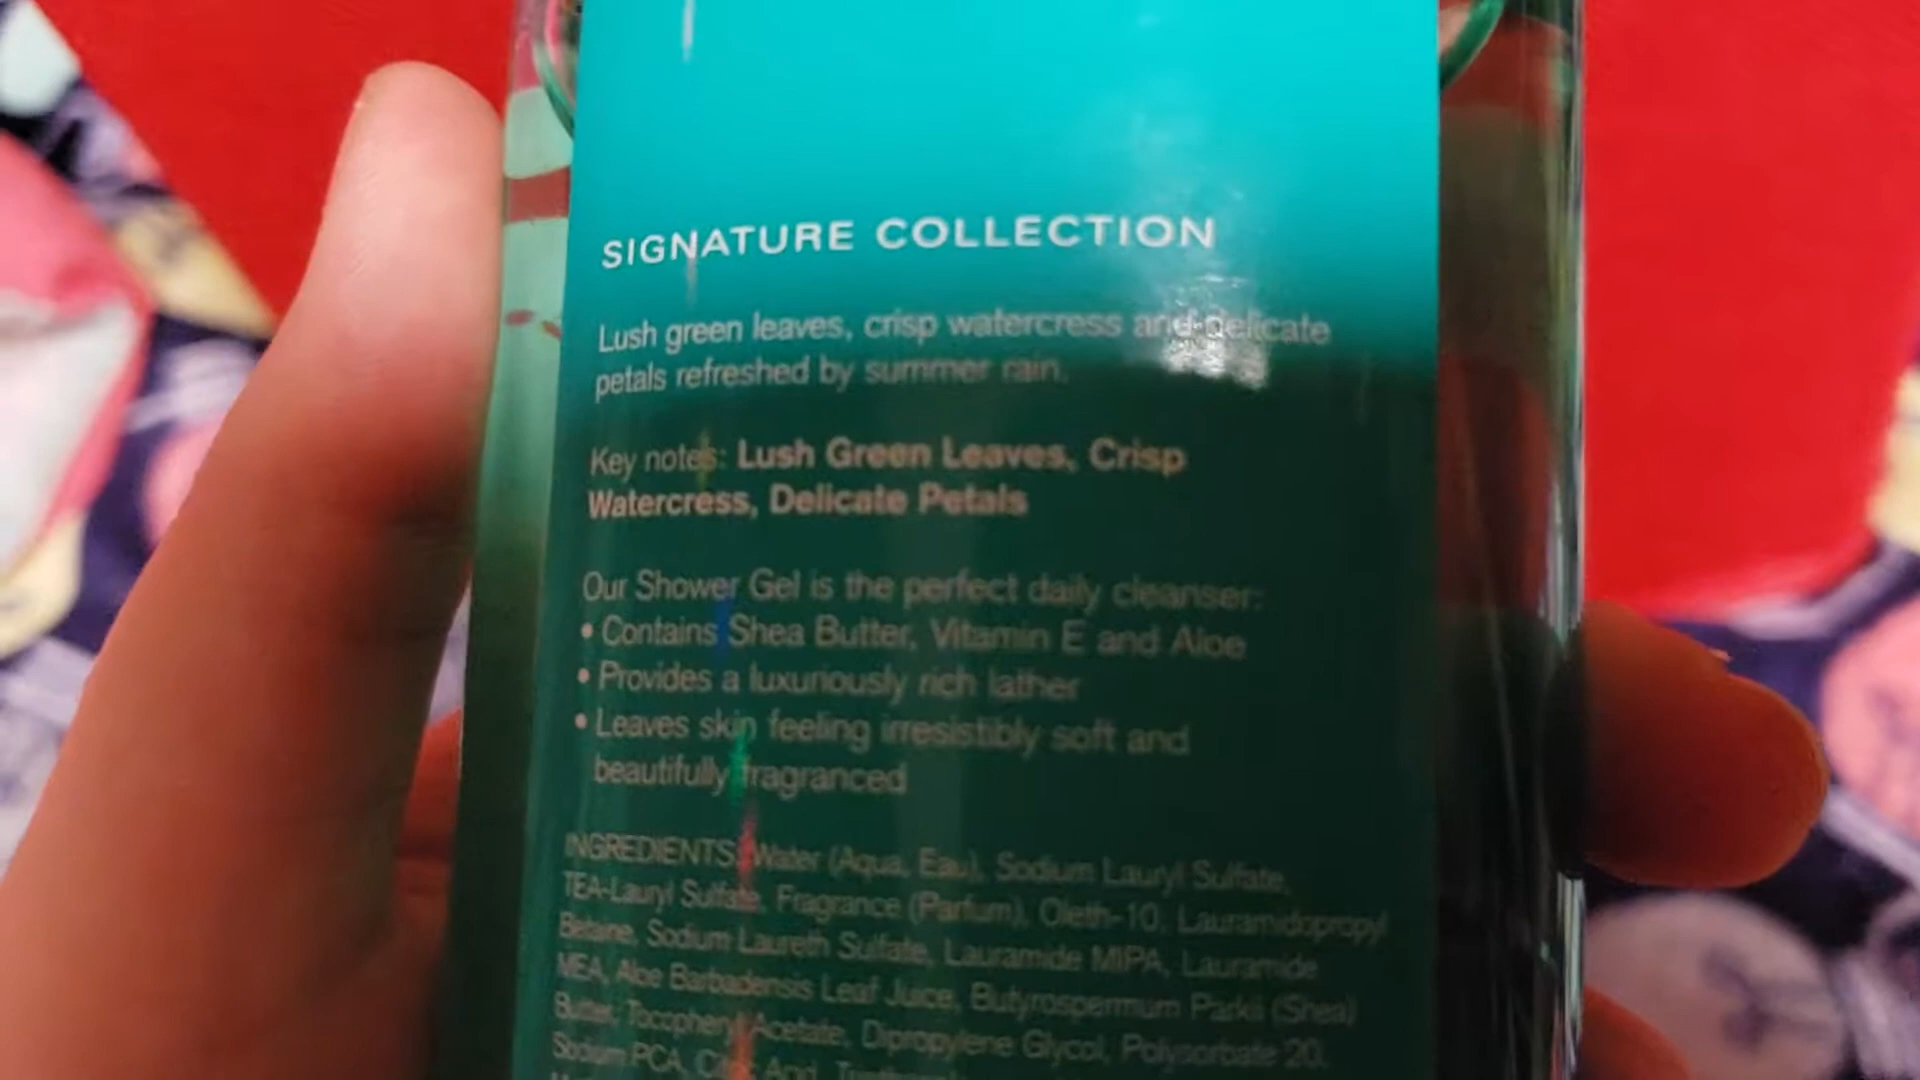 SIGNATURE COLLECTION
Lush green leaves, crisp watercress and delicate
petals refreshed by summer rain.
Key notes: Lush Green Leaves, Crisp
Watercress, Delicate Petals
Our Shower Gel is the perfect daily cleanser:
• Contains Shea Butter, Vitamin E and Aloe
• Provides a luxuriously rich lather
• Leaves skin feeling irresistibly soft and
beautifully fragranced
INGREDIENTS: Water (Aqua, Eau), Sodium Lauryl Sulfate,
TEA-Lauryl Sulfate, Fragrance (Parfum), Oleth-10, Lauramidopropyl
Betaine, Sodium Laureth Sulfate, Lauramide MIPA, Lauramide
MEA, Aloe Barbadensis Leaf Juice, Butyrospermum Parkii (Shea)
Butter, Tocopheryl Acetate, Dipropylene Glycol, Polysorbate 20,
Sodium PCA, Acid,